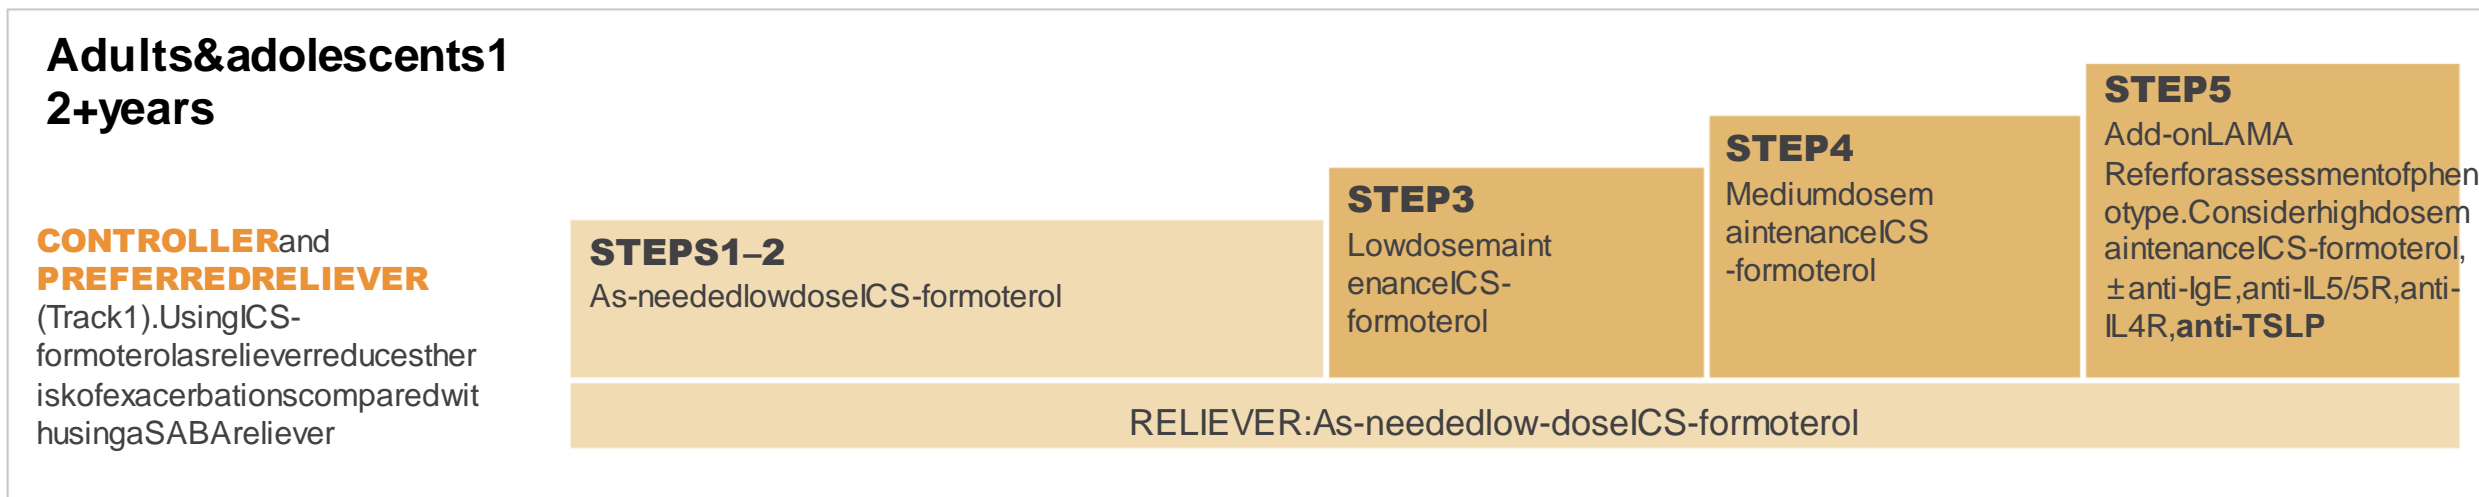 Adults&adolescents1
2+years
CONTROLLERand
PREFERREDRELIEVER
(Track1).UsingICS-
formoterolasrelieverreducesther
iskofexacerbationscomparedwit
husingaSABAreliever
STEPS1–2
As-neededlowdoseICS-formoterol
STEP3
Lowdosemaint
enanceICS-
formoterol
STEP4
Mediumdosem
aintenanceICS
-formoterol
STEP5
Add-onLAMA
Referforassessmentofphen
otype.Considerhighdosem
aintenanceICS-formoterol,
±anti-IgE,anti-IL5/5R,anti-
IL4R,anti-TSLP
RELIEVER:As-neededlow-doseICS-formoterol